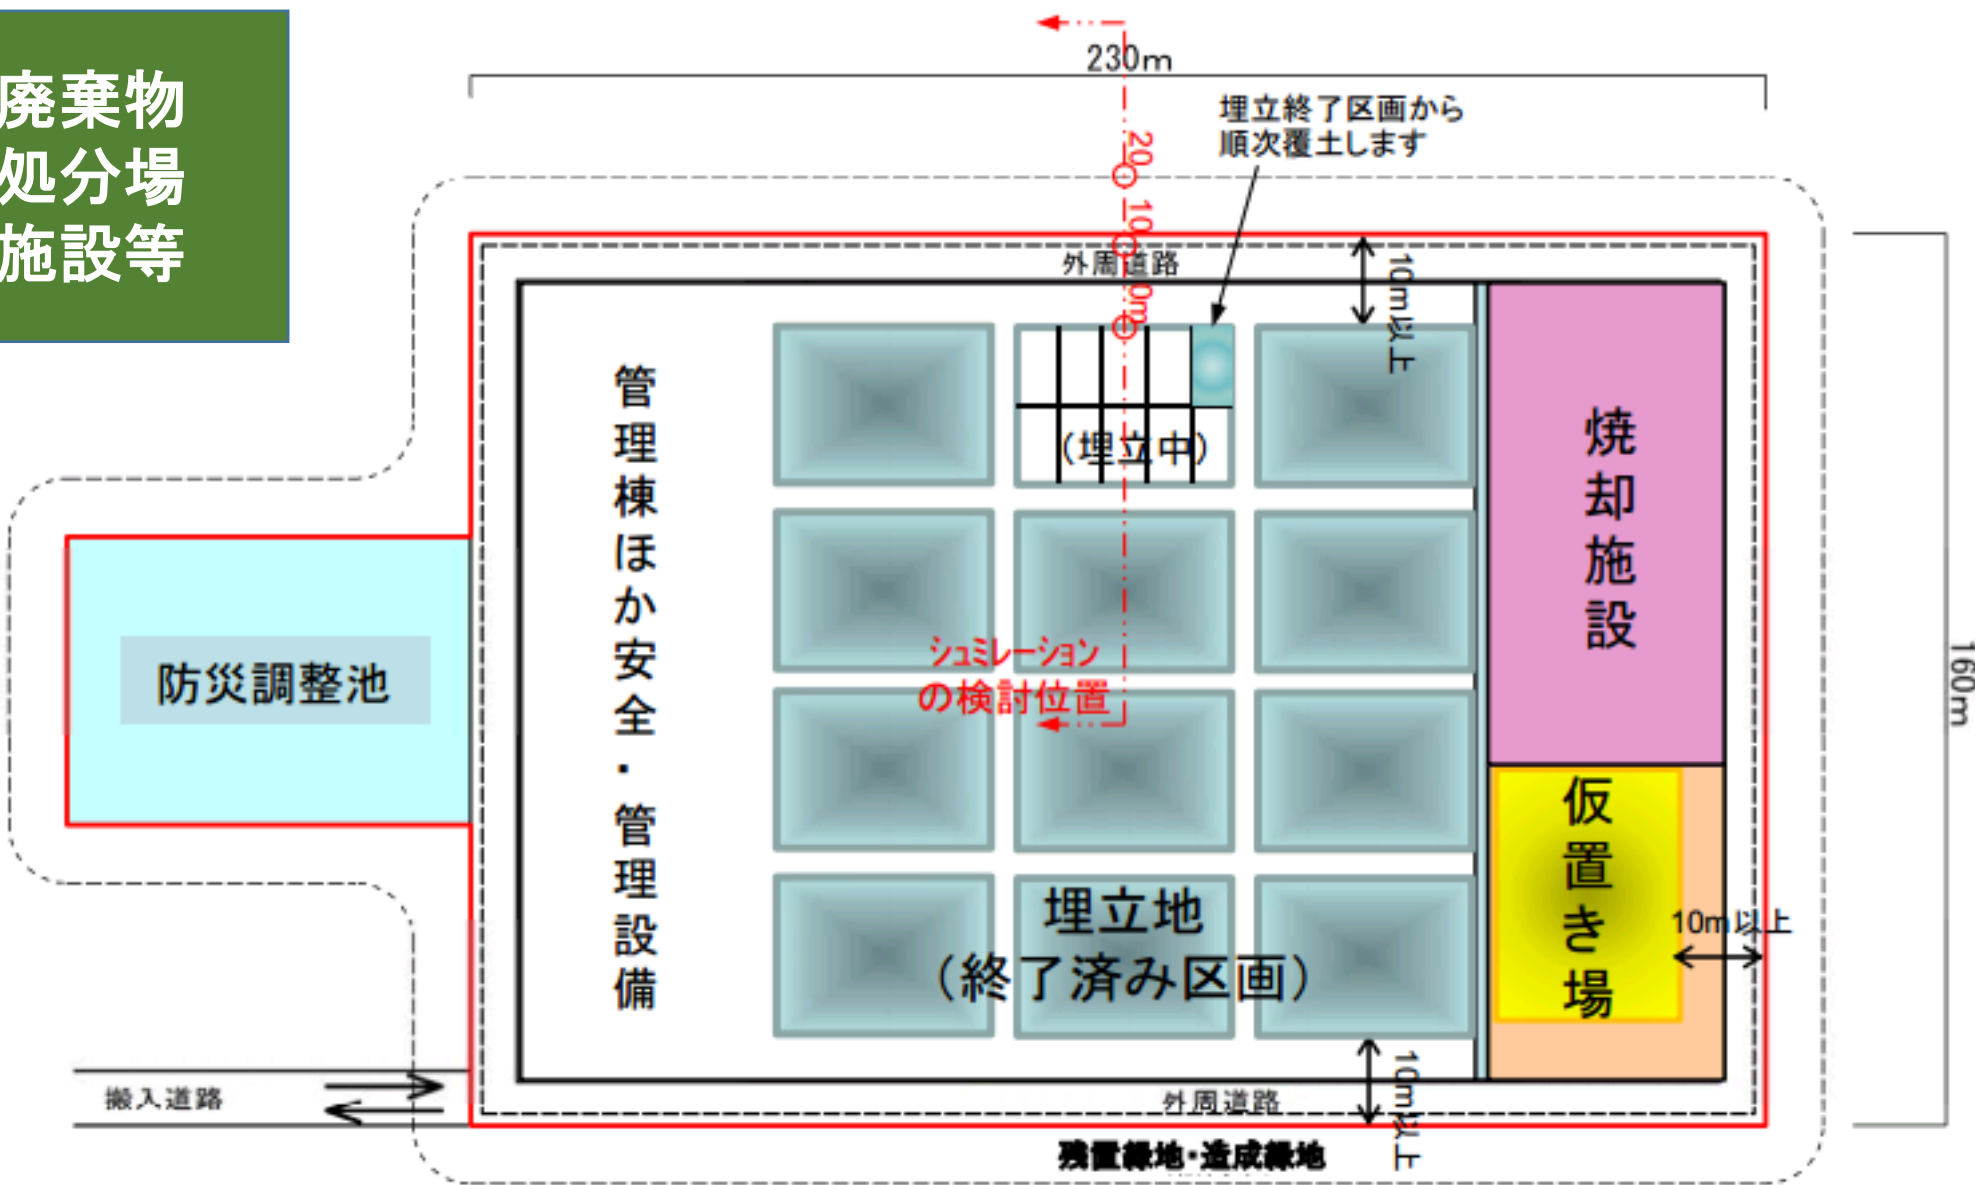 廃棄物
処分場
施設等
230m
埋立終了区画から
順次覆土します
20
10
0m
外周道路
10m以上
管理棟ほか安全・管理設備
(埋立中)
焼却施設
160m
防災調整池
シュミレーション
の検討位置
仮置き場
10m以上
埋立地
(終了済み区画)
搬入道路
外周道路
10m以上
残置緑地・造成緑地